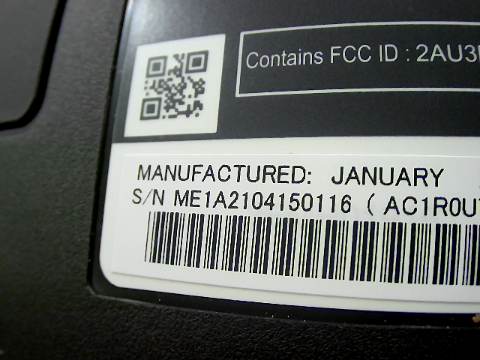 Contains FCC ID : 2AU3
MANUFACTURED: JANUARY
S/N ME1A2104150116 ( AC1R0U